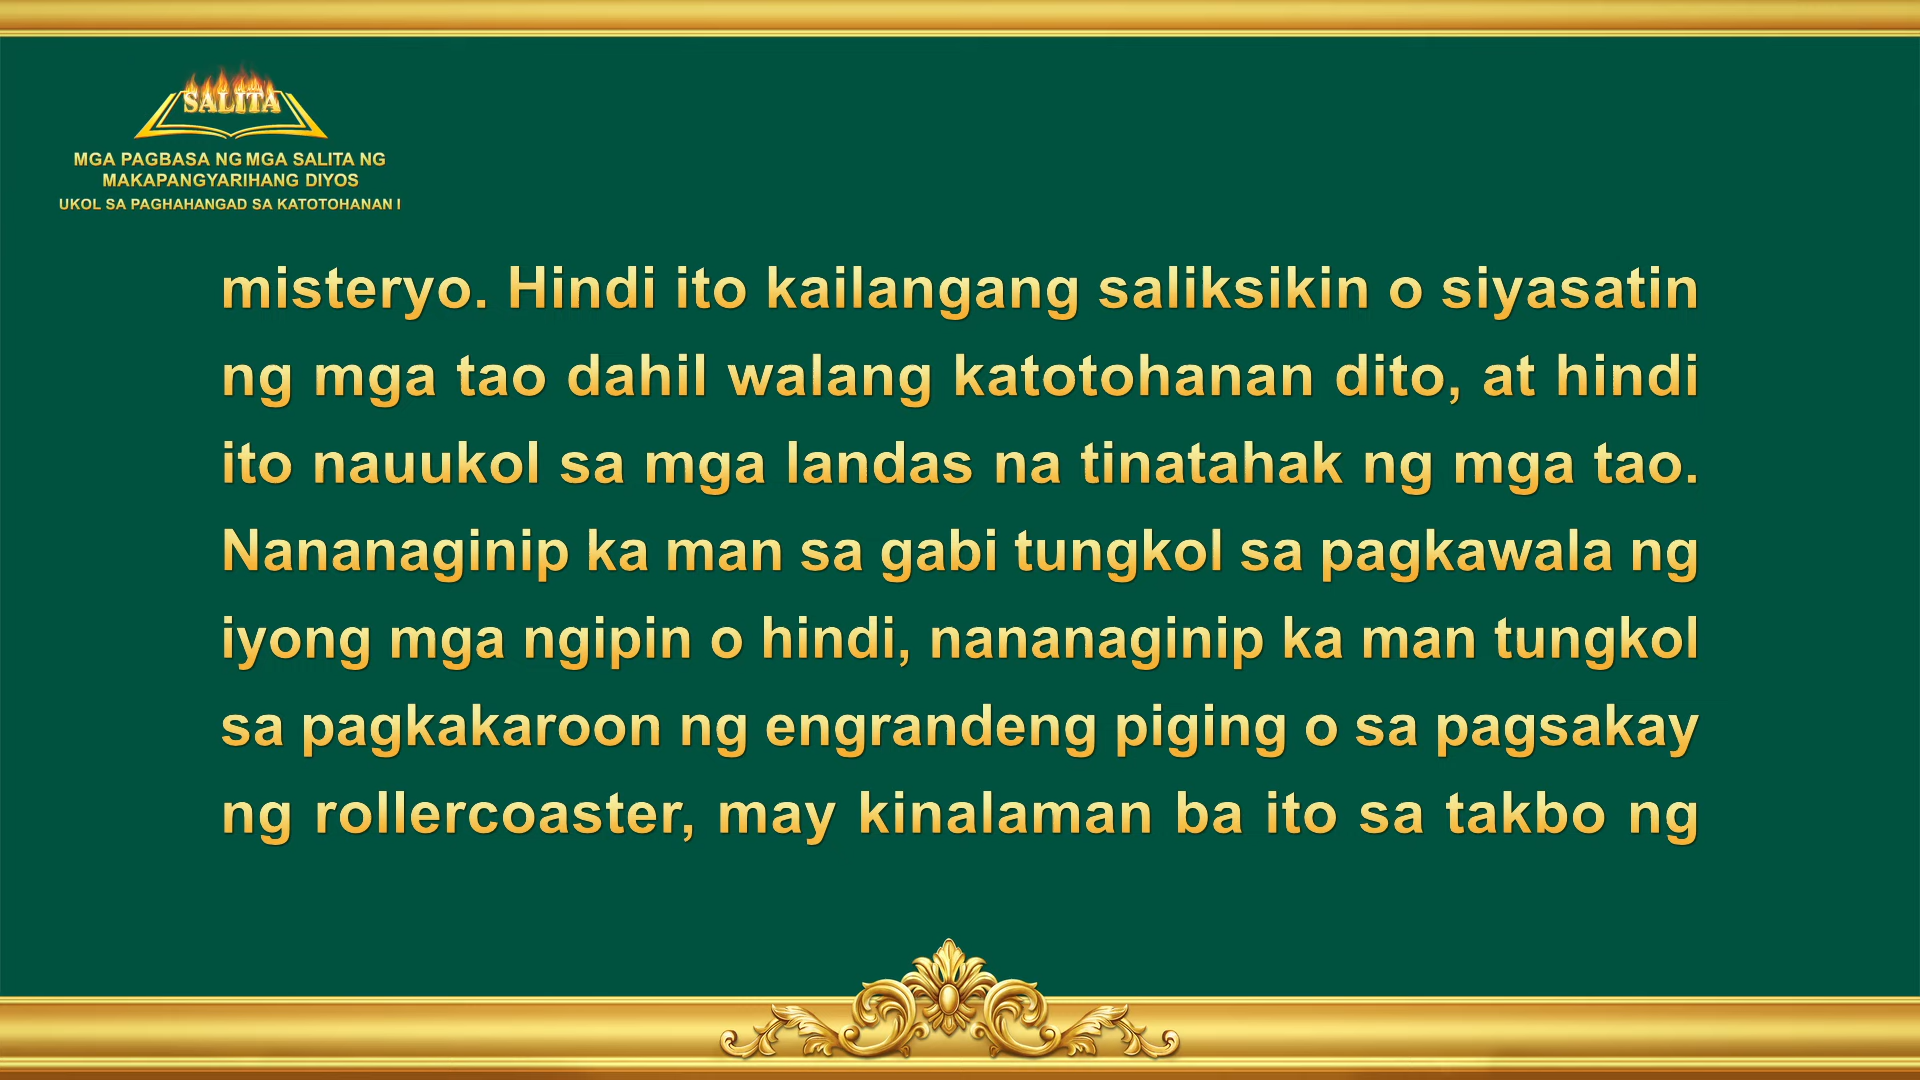 SALITA
MGA PAGBASA NG MGA SALITA NG
MAKAPANGYARIHANG DIYOS
UKOL SA PAGHAHANGAD SA KATOTOHANAN I
misteryo. Hindi ito kailangang saliksikin o siyasatin
ng mga tao dahil walang katotohanan dito, at hindi
ito nauukol sa mga landas na tinatahak ng mga tao.
Nananaginip ka man sa gabi tungkol sa pagkawala ng
iyong mga ngipin o hindi, nananaginip ka man tungkol
sa pagkakaroon ng engrandeng piging o sa pagsakay
ng rollercoaster, may kinalaman ba ito sa takbo ng